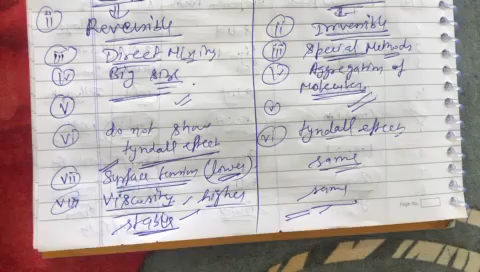 (ii) Reversible
(iii) Direct Mixing
(iv) Big size
(v)
(vi) do not show
tyndall effect
(vii) Surface tension (lower)
(viii) Viscosity, higher
stable
(ii) Irreversible
(iii) Special Methods
(iv) Aggregation of
Molecules
(v)
(vi) tyndall effect
same
same